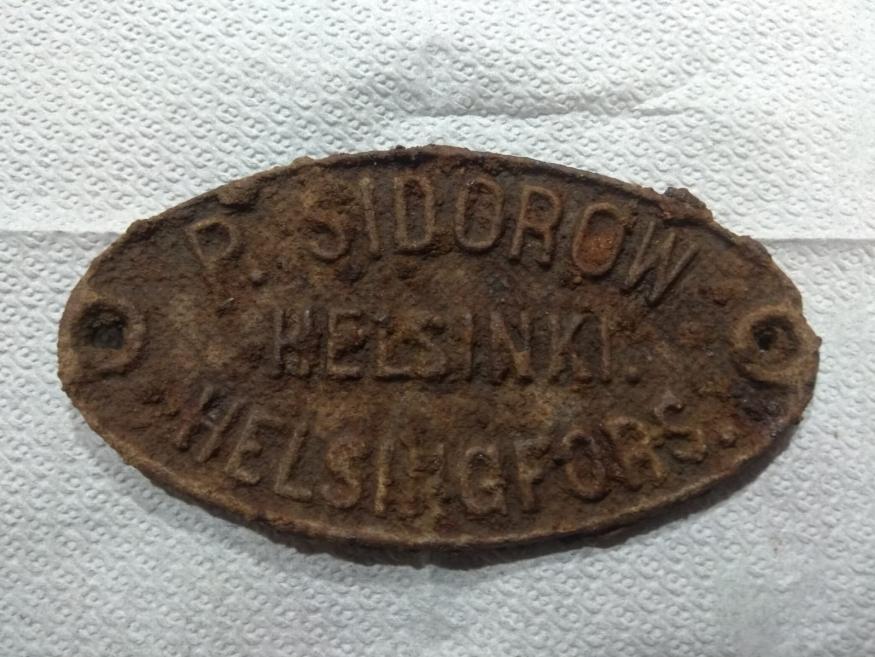 P. SIDOROW
HELSINKI.
HELSINGFORS.